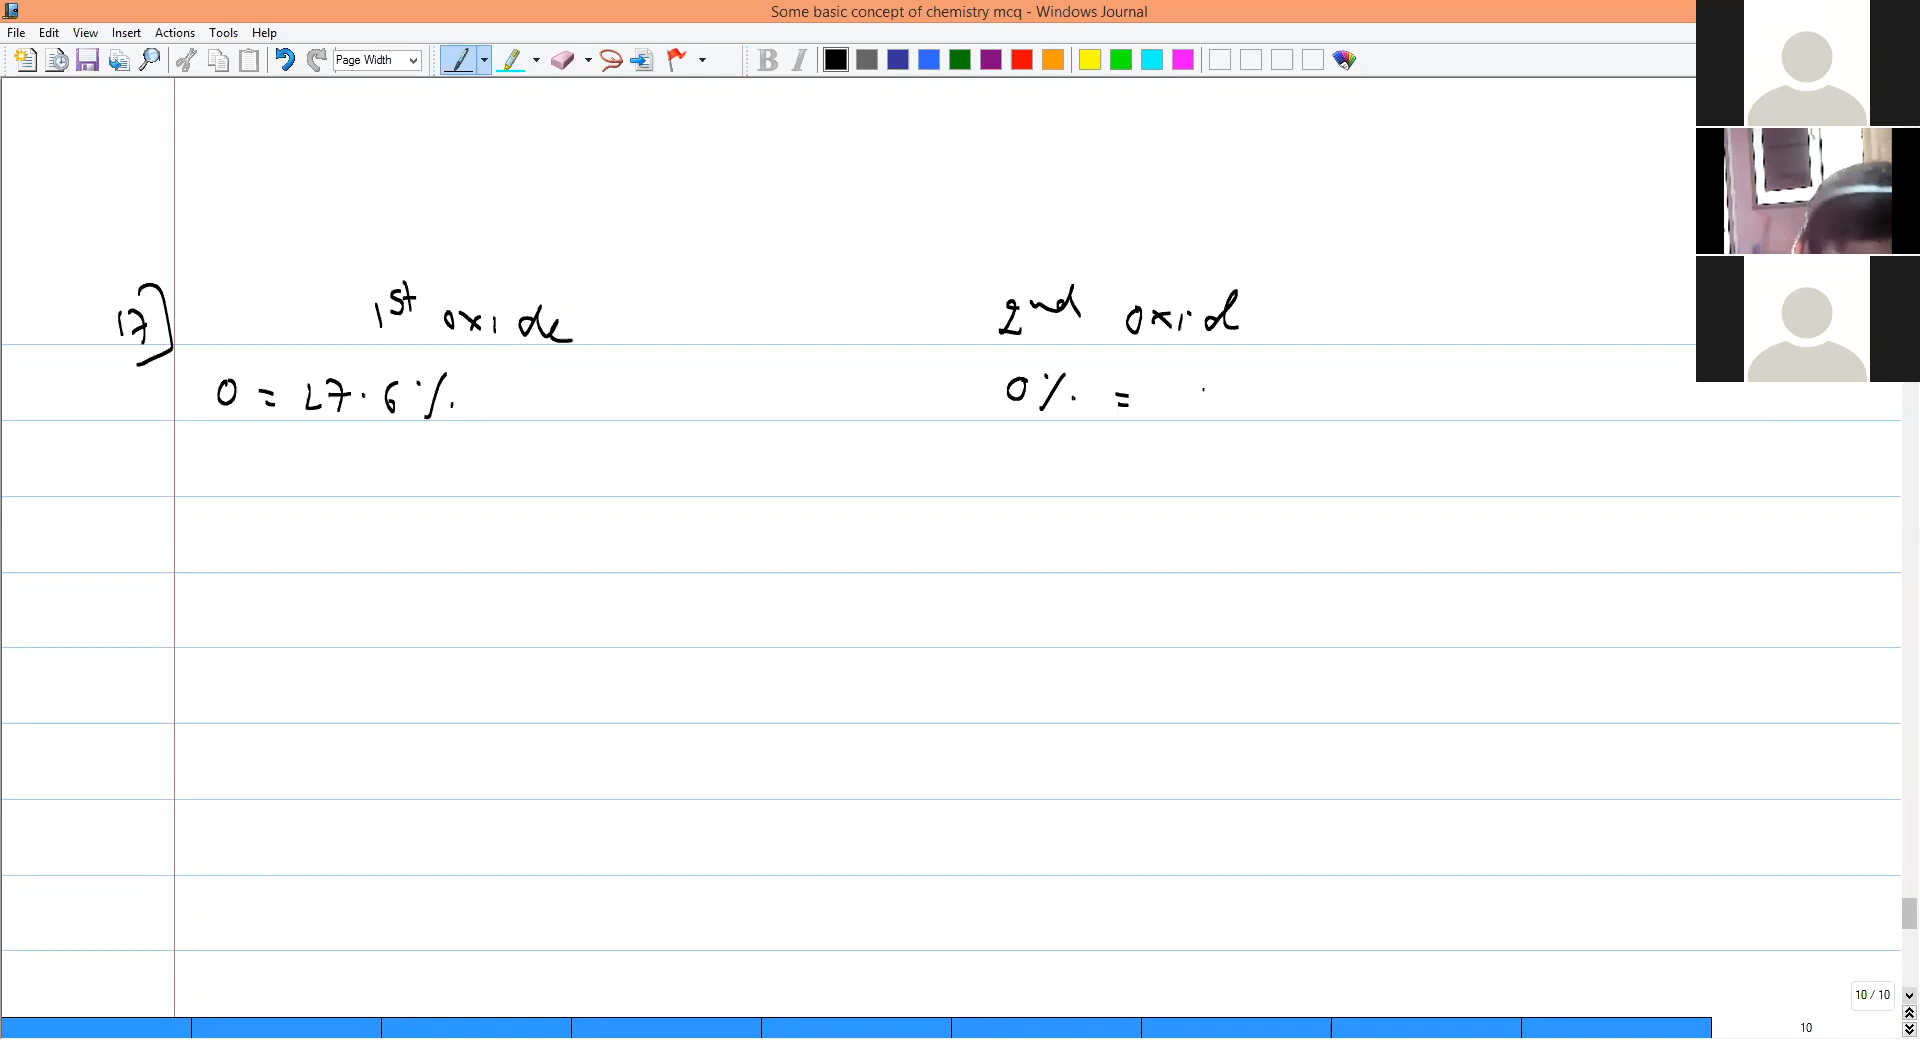 Some basic concept of chemistry mcq - Windows Journal
File Edit View Insert Actions Tools Help
Page Width
B I
17]
1st oxide
2nd oxid
O = 27.6 %.
O %. =
10 / 10
10